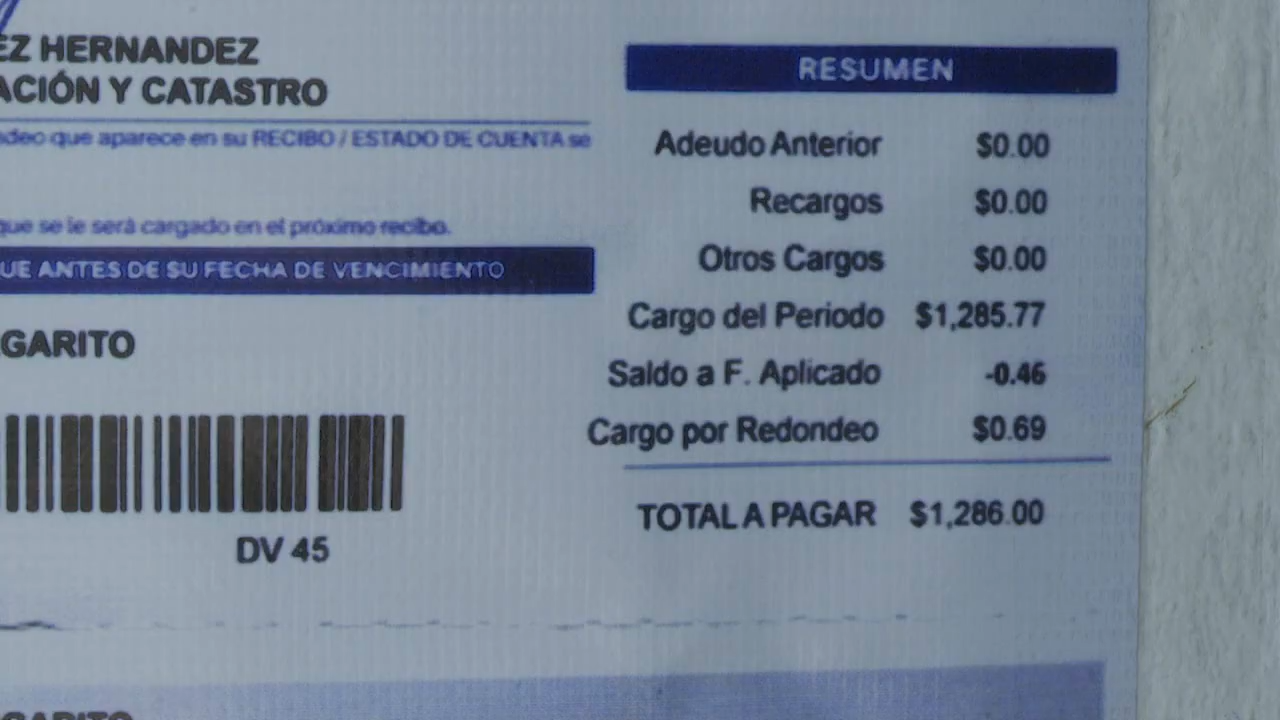 EZ HERNANDEZ
ACIÓN Y CATASTRO
adeo que aparece en su RECIBO / ESTADO DE CUENTA se
que se le será cargado en el próximo recibo.
UE ANTES DE SU FECHA DE VENCIMIENTO
GARITO
DV 45
RESUMEN
Adeudo Anterior $0.00
Recargos $0.00
Otros Cargos $0.00
Cargo del Periodo $1,285.77
Saldo a F. Aplicado -0.46
Cargo por Redondeo $0.69
TOTAL A PAGAR $1,286.00
GARITO